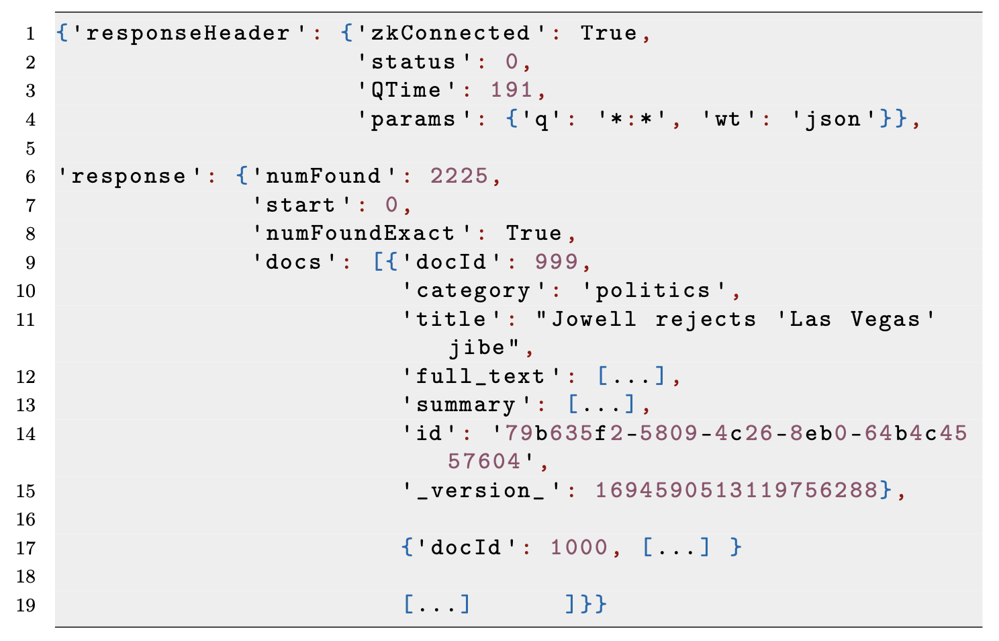 1 {'responseHeader': {'zkConnected': True,
2 'status': 0,
3 'QTime': 191,
4 'params': {'q': '*:*', 'wt': 'json'}},
5
6 'response': {'numFound': 2225,
7 'start': 0,
8 'numFoundExact': True,
9 'docs': [{'docId': 999,
10 'category': 'politics',
11 'title': "Jowell rejects 'Las Vegas'
jibe",
12 'full_text': [...],
13 'summary': [...],
14 'id': '79b635f2-5809-4c26-8eb0-64b4c45
57604',
15 '_version_': 1694590513119756288},
16
17 {'docId': 1000, [...] }
18
19 [...] ]}}